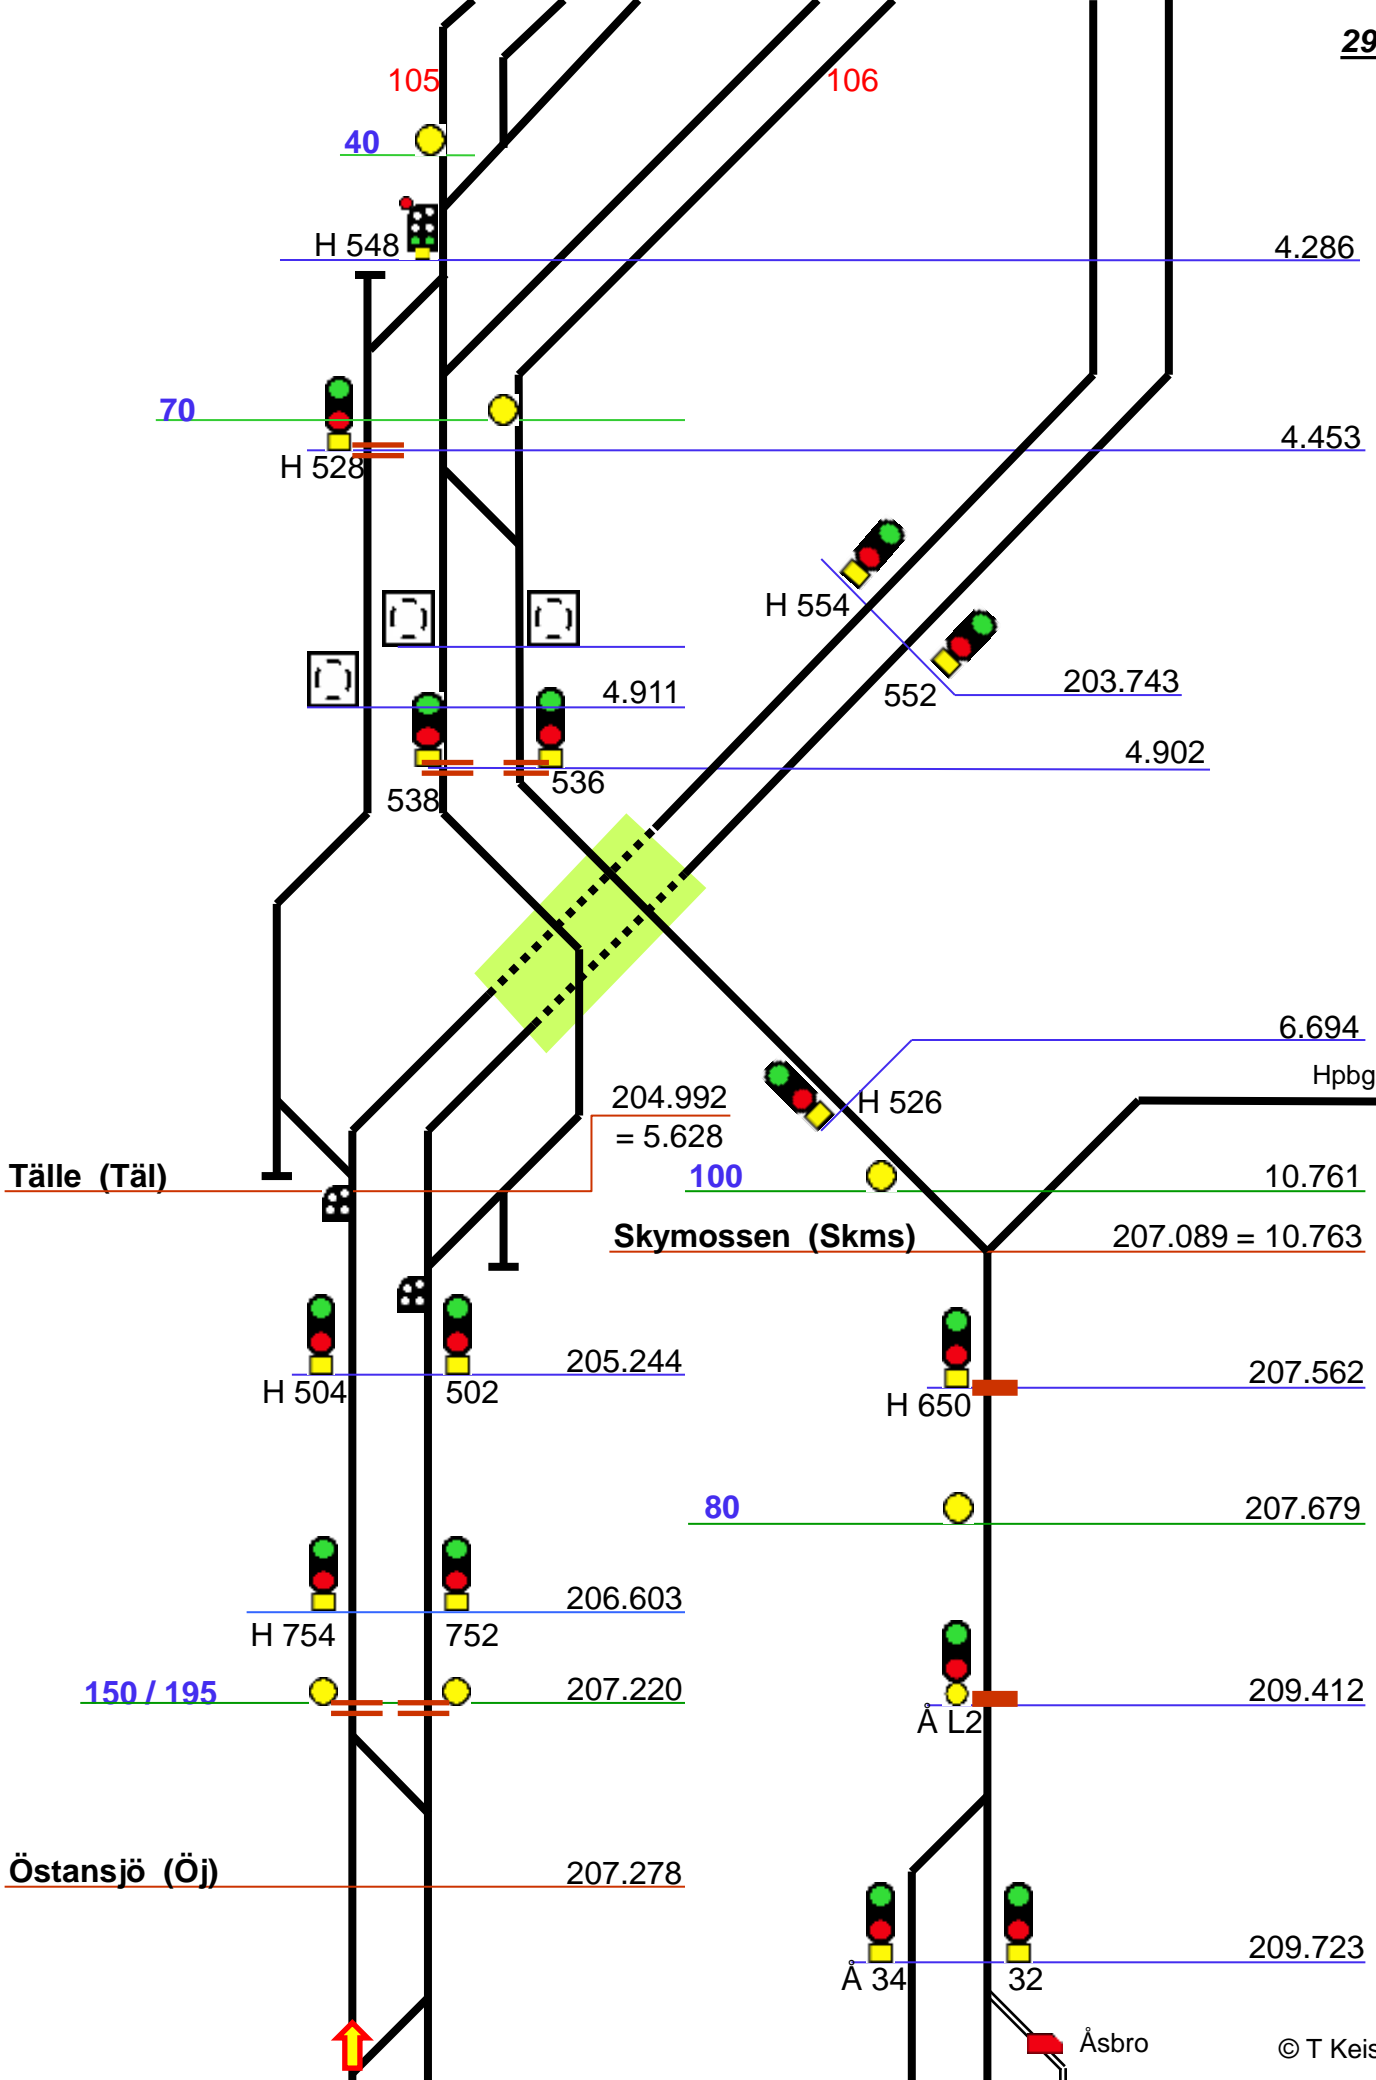 29
105
106
40
H 548
4.286
70
4.453
H 528
H 554
552
203.743
4.911
4.902
536
538
6.694
Hpbg
H 526
204.992
= 5.628
Tälle (Täl)
100
10.761
Skymossen (Skms)
207.089 = 10.763
205.244
H 504
502
207.562
H 650
80
207.679
206.603
H 754
752
150 / 195
207.220
209.412
Å L2
Östansjö (Öj)
207.278
209.723
Å 34
32
Åsbro
© T Keis